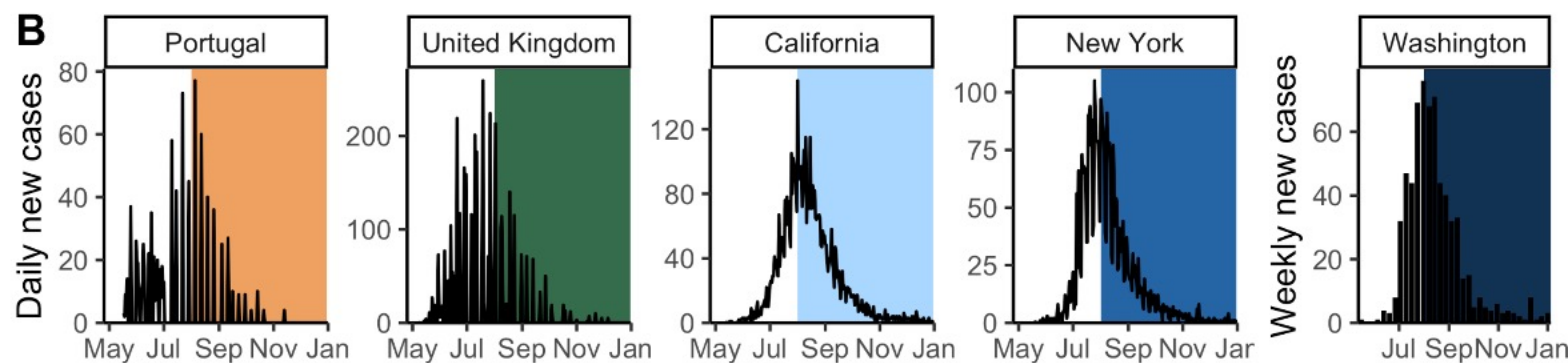 B
Portugal
United Kingdom
California
New York
Washington
Daily new cases
80
60
40
20
0
May Jul Sep Nov Jan
200
100
0
May Jul Sep Nov Jan
120
80
40
0
May Jul Sep Nov Jan
100
75
50
25
0
May Jul Sep Nov Jar
Weekly new cases
60
40
20
0
Jul Sep Nov Jar